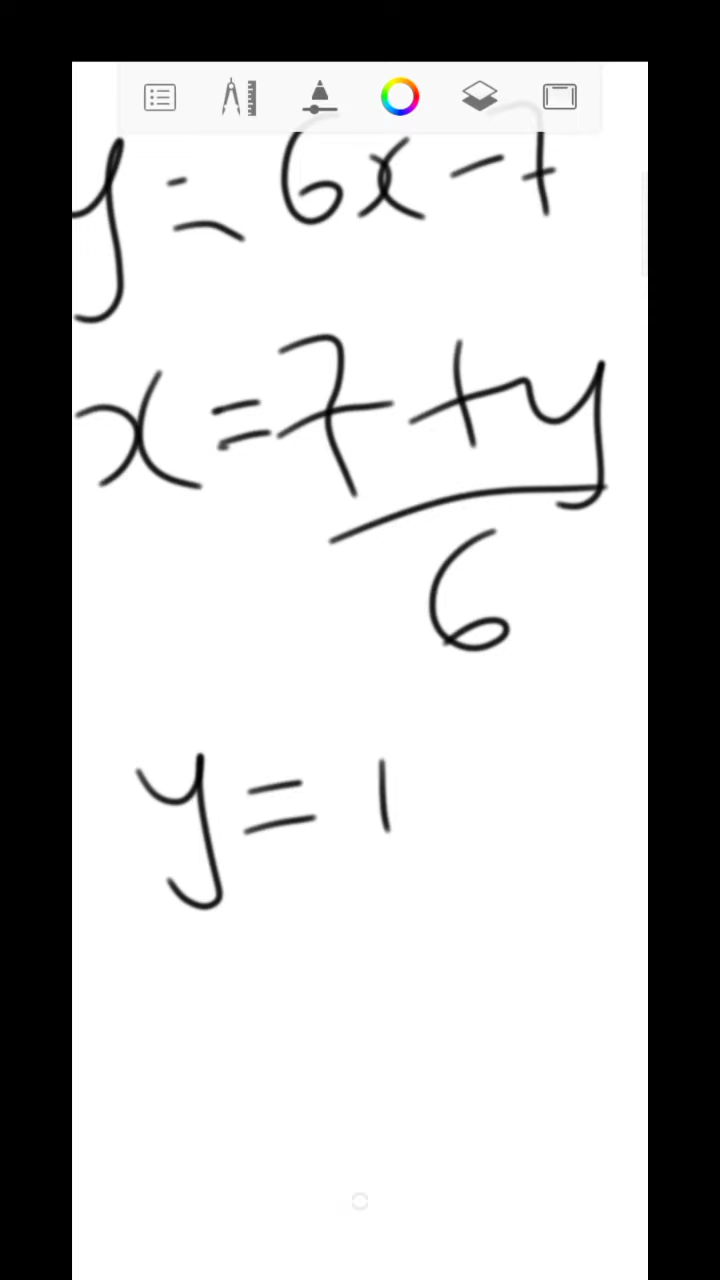 y = 6x - 7
x = 7 + y
6
y = 1